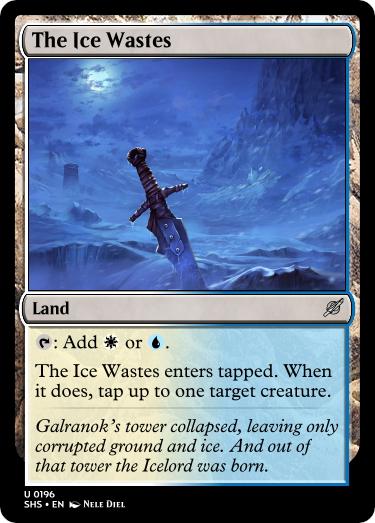 The Ice Wastes
Land
: Add or .
The Ice Wastes enters tapped. When
it does, tap up to one target creature.
Galranok's tower collapsed, leaving only
corrupted ground and ice. And out of
that tower the Icelord was born.
U 0196
SHS • EN Nele Diel